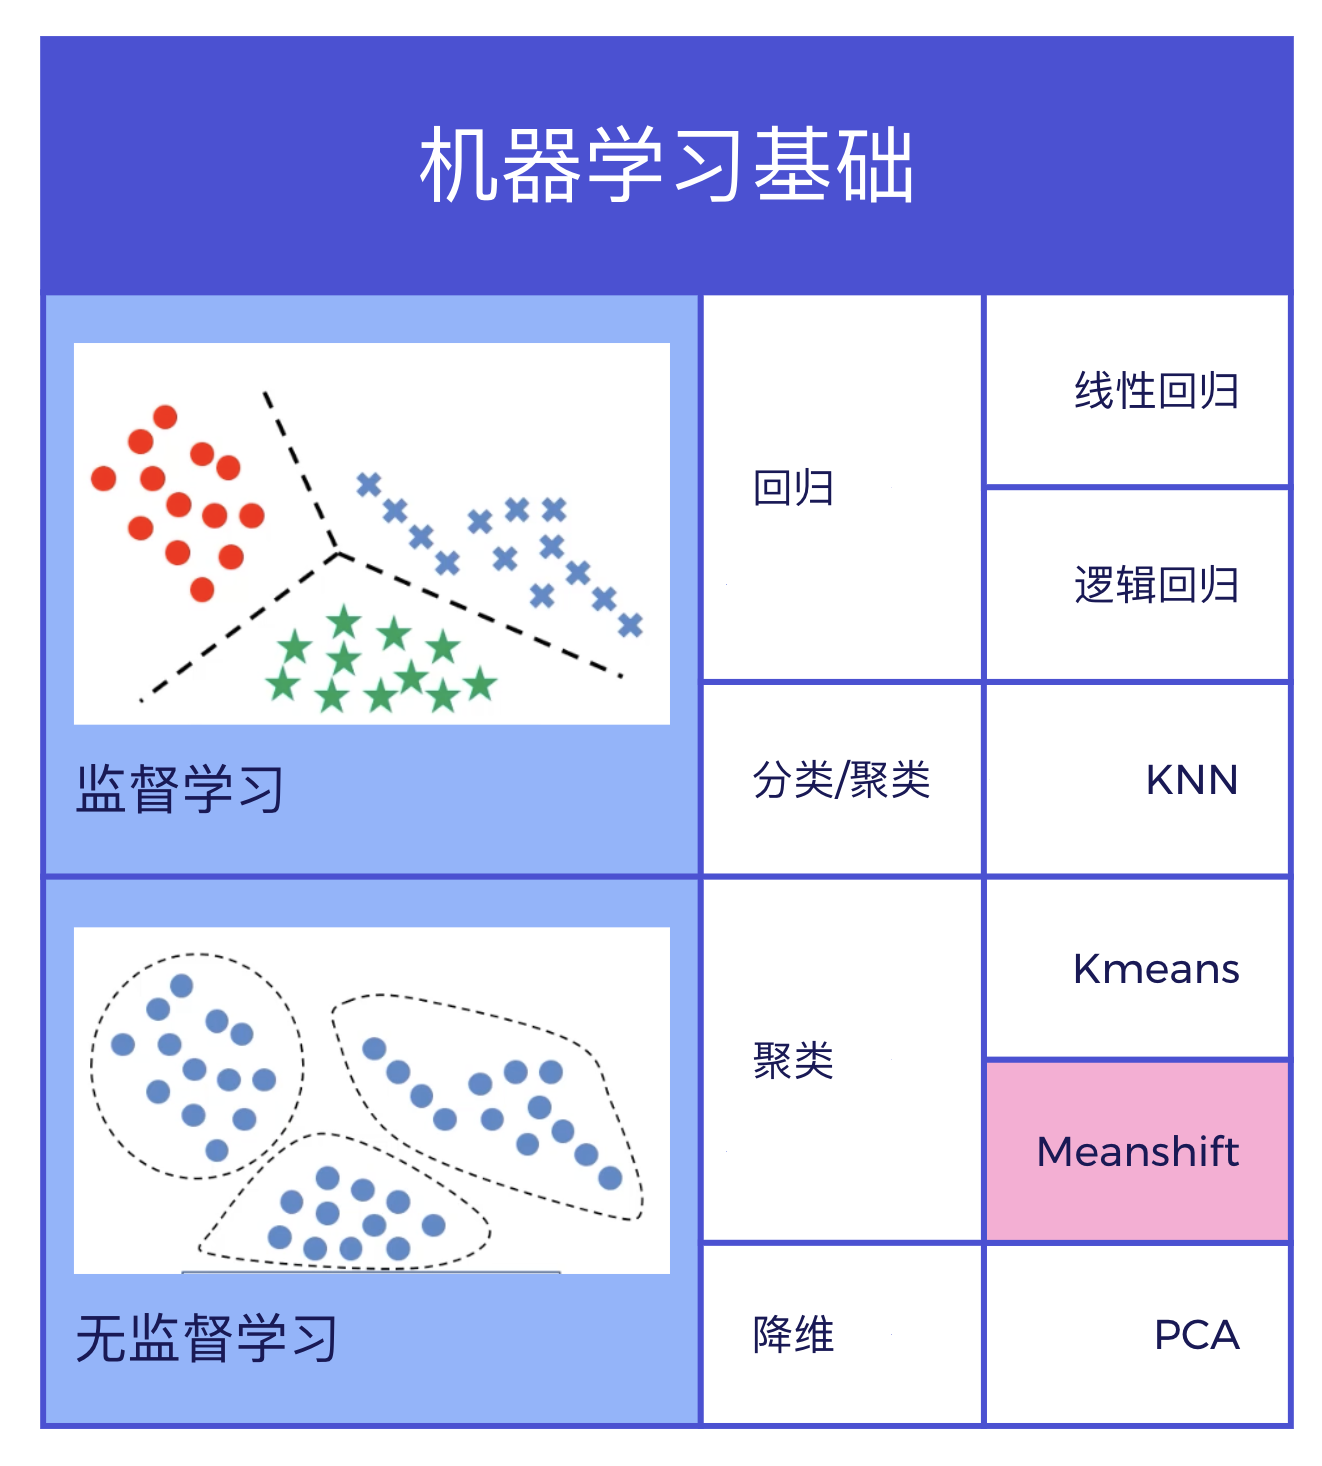 机器学习基础
监督学习
回归
线性回归
逻辑回归
分类/聚类
KNN
无监督学习
聚类
Kmeans
Meanshift
降维
PCA